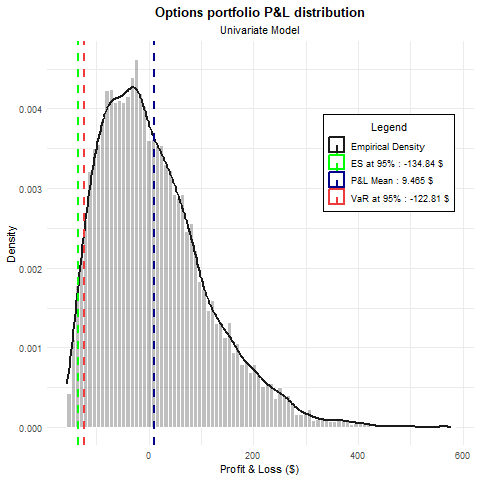 Options portfolio P&L distribution
Univariate Model
Density
0.004
0.003
0.002
0.001
0.000
Legend
Empirical Density
ES at 95% : -134.84 $
P&L Mean : 9.465 $
VaR at 95% : -122.81 $
0
200
400
600
Profit & Loss ($)